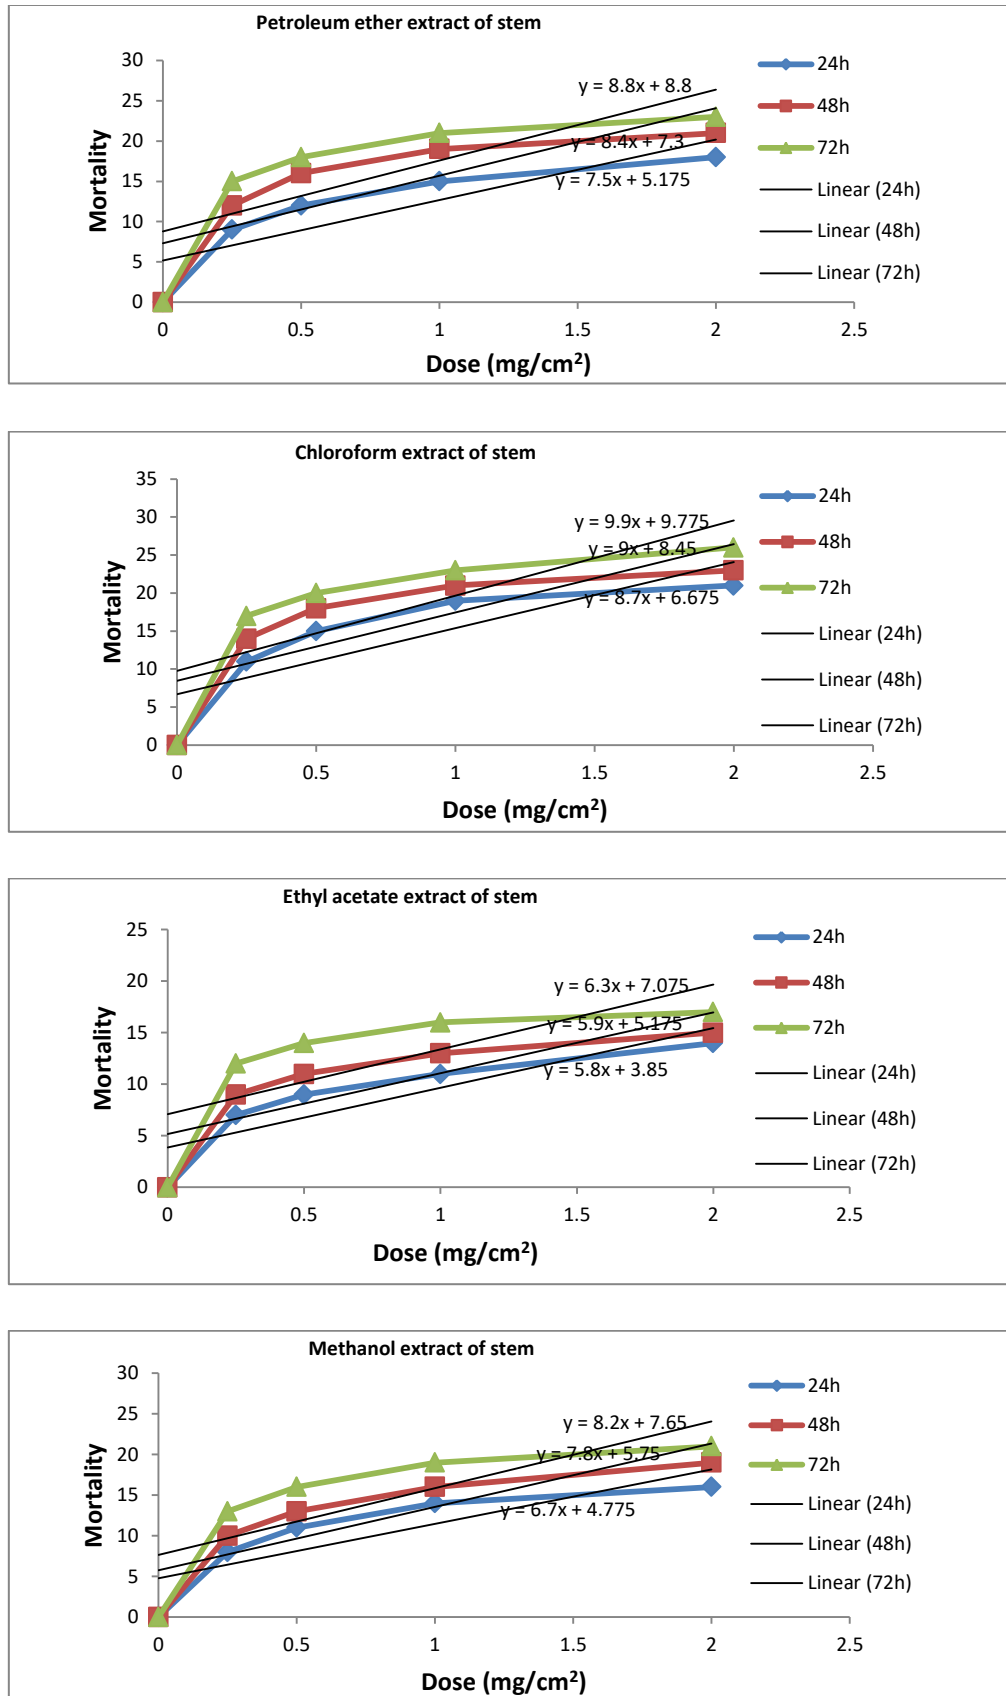 Petroleum ether extract of stem
30
25
20
15
10
5
0
Mortality
y = 8.8x + 8.8
y = 8.4x + 7.3
y = 7.5x + 5.175
24h
48h
72h
Linear (24h)
Linear (48h)
Linear (72h)
0 0.5 1 1.5 2 2.5
Dose (mg/cm²)
Chloroform extract of stem
35
30
25
20
15
10
5
0
Mortality
y = 9.9x + 9.775
y = 9x + 8.45
y = 8.7x + 6.675
24h
48h
72h
Linear (24h)
Linear (48h)
Linear (72h)
0 0.5 1 1.5 2 2.5
Dose (mg/cm²)
Ethyl acetate extract of stem
25
20
15
10
5
0
Mortality
y = 6.3x + 7.075
y = 5.9x + 5.175
y = 5.8x + 3.85
24h
48h
72h
Linear (24h)
Linear (48h)
Linear (72h)
0 0.5 1 1.5 2 2.5
Dose (mg/cm²)
Methanol extract of stem
30
25
20
15
10
5
0
Mortality
y = 8.2x + 7.65
y = 7.8x + 5.75
y = 6.7x + 4.775
24h
48h
72h
Linear (24h)
Linear (48h)
Linear (72h)
0 0.5 1 1.5 2 2.5
Dose (mg/cm²)